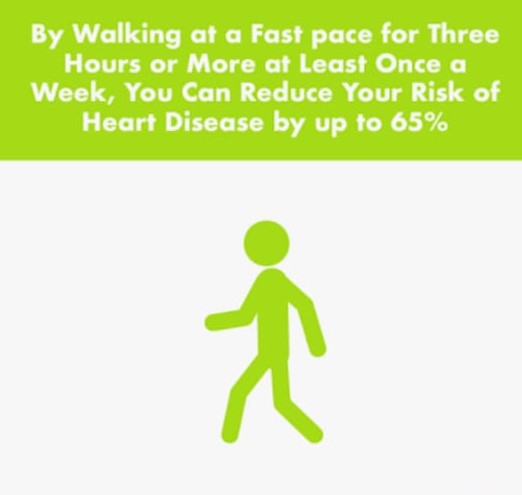 By Walking at a Fast pace for Three
Hours or More at Least Once a
Week, You Can Reduce Your Risk of
Heart Disease by up to 65%